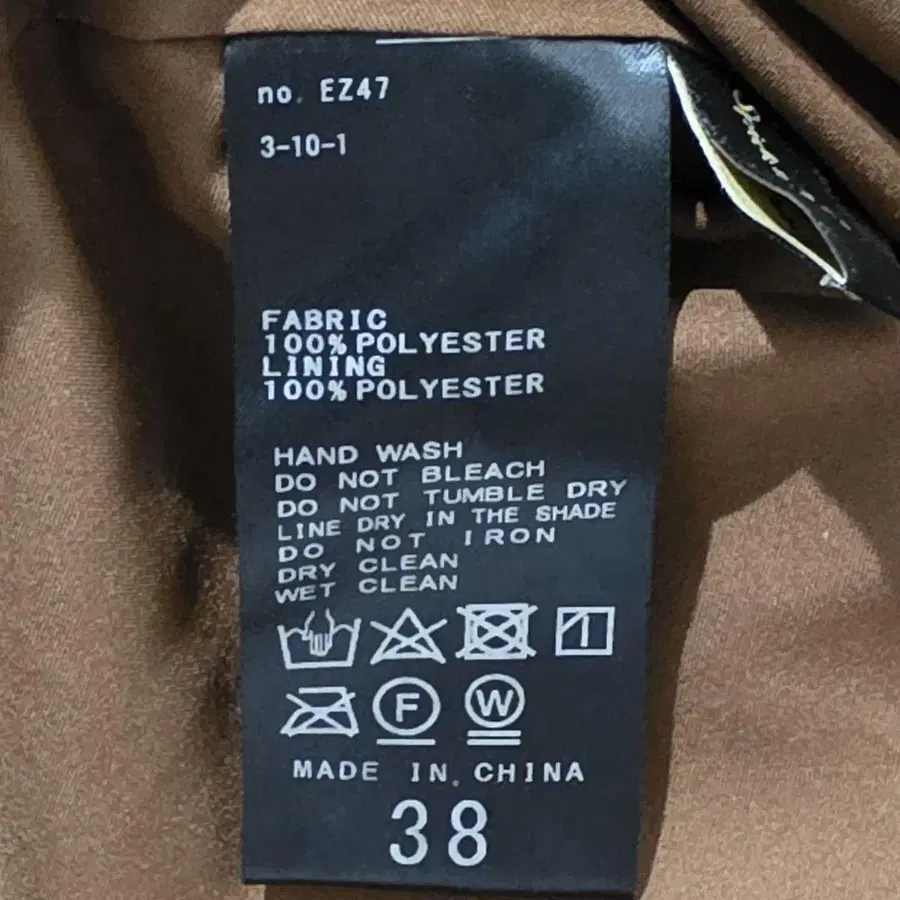 no. EZ47
3-10-1
FABRIC
100% POLYESTER
LINING
100% POLYESTER
HAND WASH
DO NOT BLEACH
DO NOT TUMBLE DRY
LINE DRY IN THE SHADE
DO NOT IRON
DRY CLEAN
WET CLEAN
F
W
MADE IN. CHINA
38